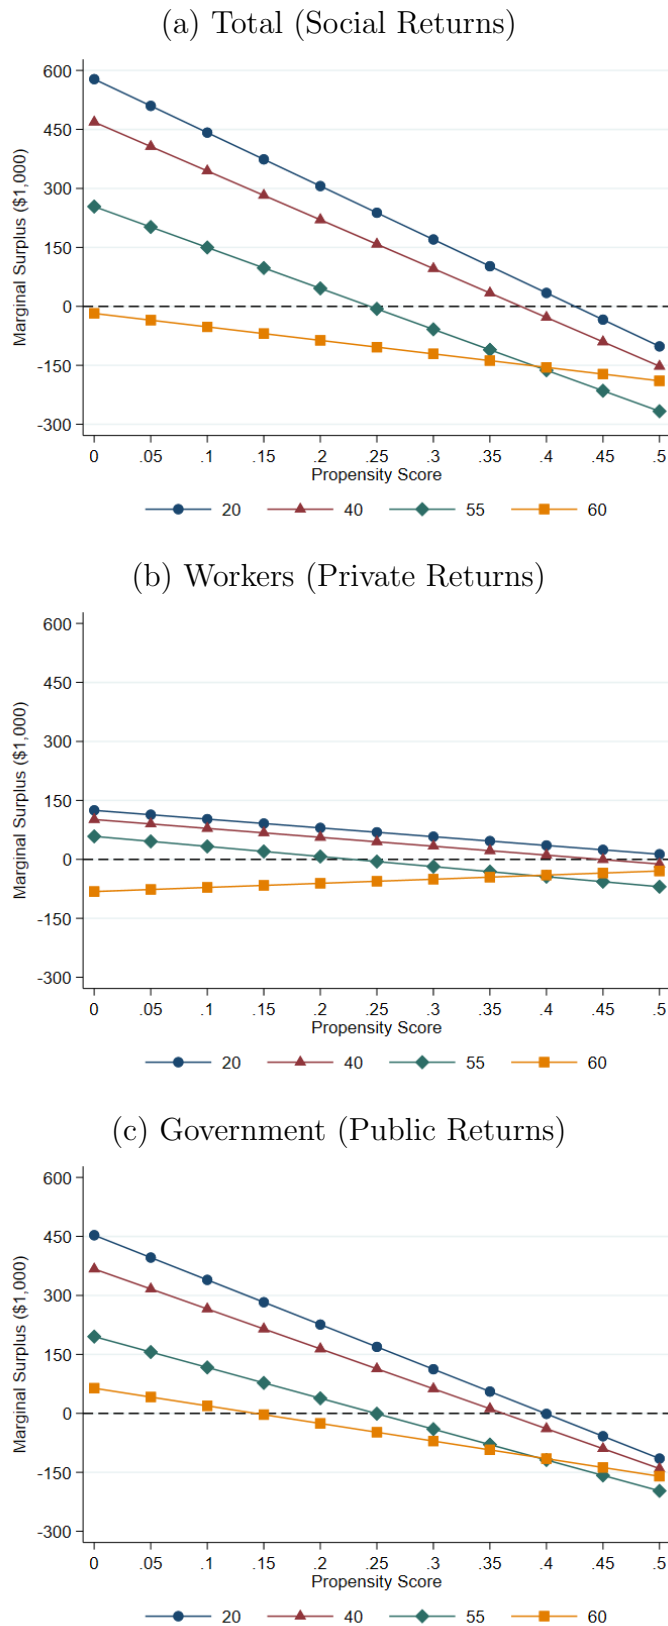 (a) Total (Social Returns)
600
450
300
150
0
-150
-300
Marginal Surplus ($1,000)
0 .05 .1 .15 .2 .25 .3 .35 .4 .45 .5
Propensity Score
20 40 55 60
(b) Workers (Private Returns)
600
450
300
150
0
-150
-300
Marginal Surplus ($1,000)
0 .05 .1 .15 .2 .25 .3 .35 .4 .45 .5
Propensity Score
20 40 55 60
(c) Government (Public Returns)
600
450
300
150
0
-150
-300
Marginal Surplus ($1,000)
0 .05 .1 .15 .2 .25 .3 .35 .4 .45 .5
Propensity Score
20 40 55 60